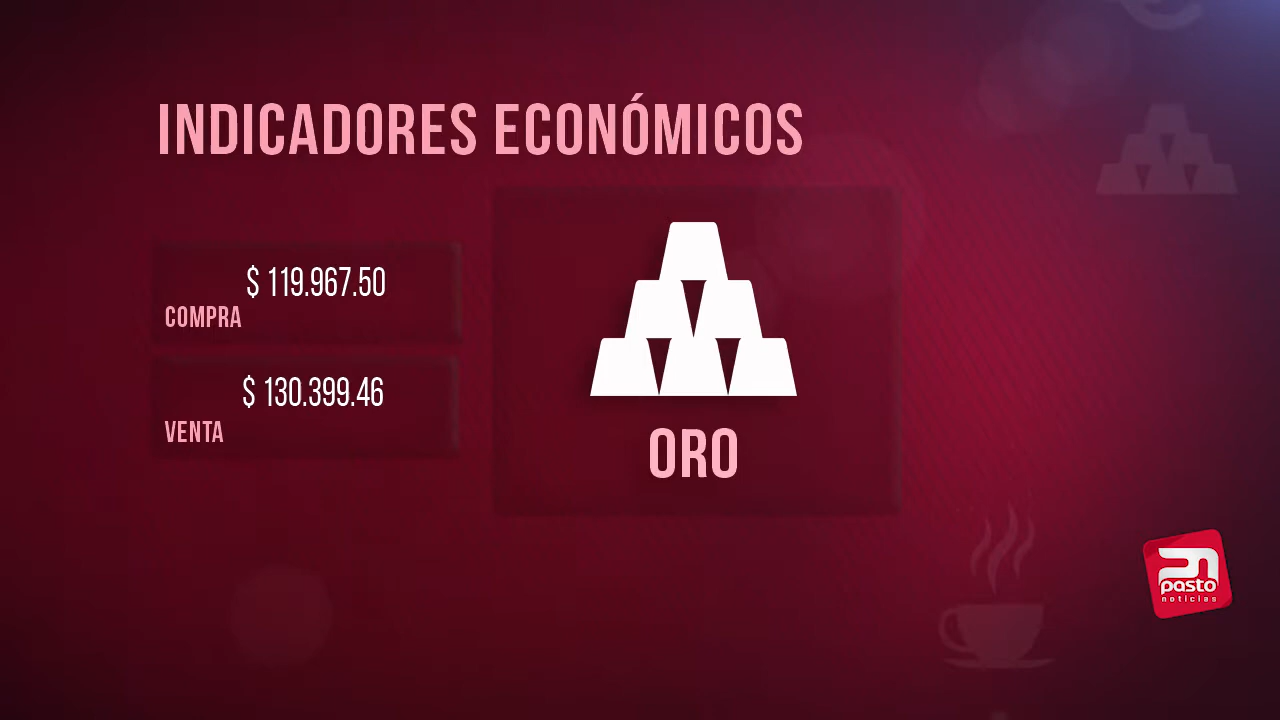 INDICADORES ECONÓMICOS
$ 119.967.50
COMPRA
$ 130.399.46
VENTA
ORO
pasto
noticias